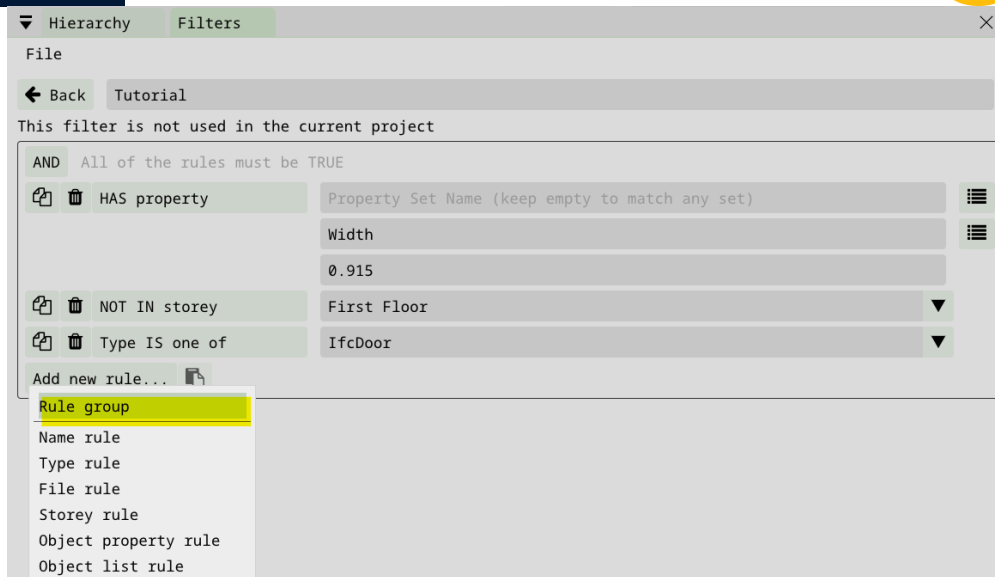 Hierarchy Filters
File
Back Tutorial
This filter is not used in the current project
AND All of the rules must be TRUE
HAS property Property Set Name (keep empty to match any set)
Width
0.915
NOT IN storey First Floor
Type IS one of IfcDoor
Add new rule...
Rule group
Name rule
Type rule
File rule
Storey rule
Object property rule
Object list rule